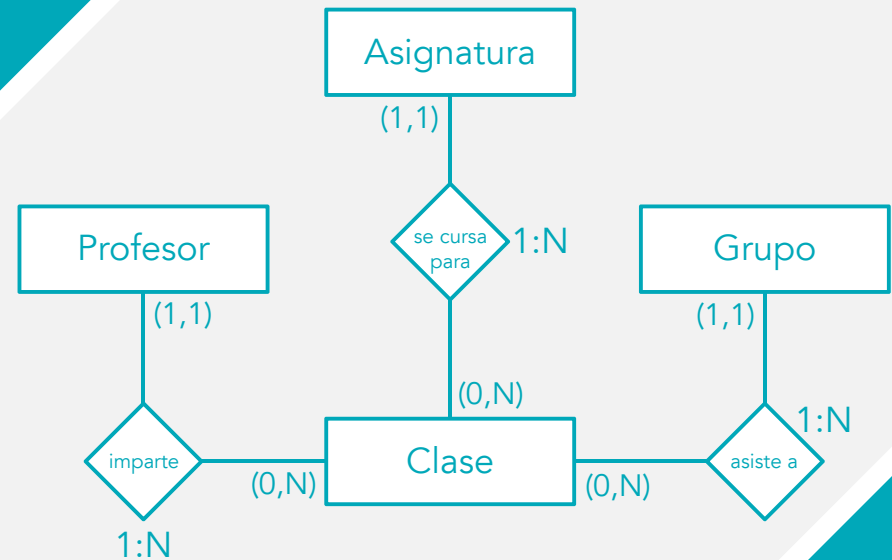 Asignatura
(1,1)
se cursa
para
1:N
Profesor
Grupo
(1,1)
(1,1)
(0,N)
1:N
imparte
Clase
asiste a
(0,N)
(0,N)
1:N